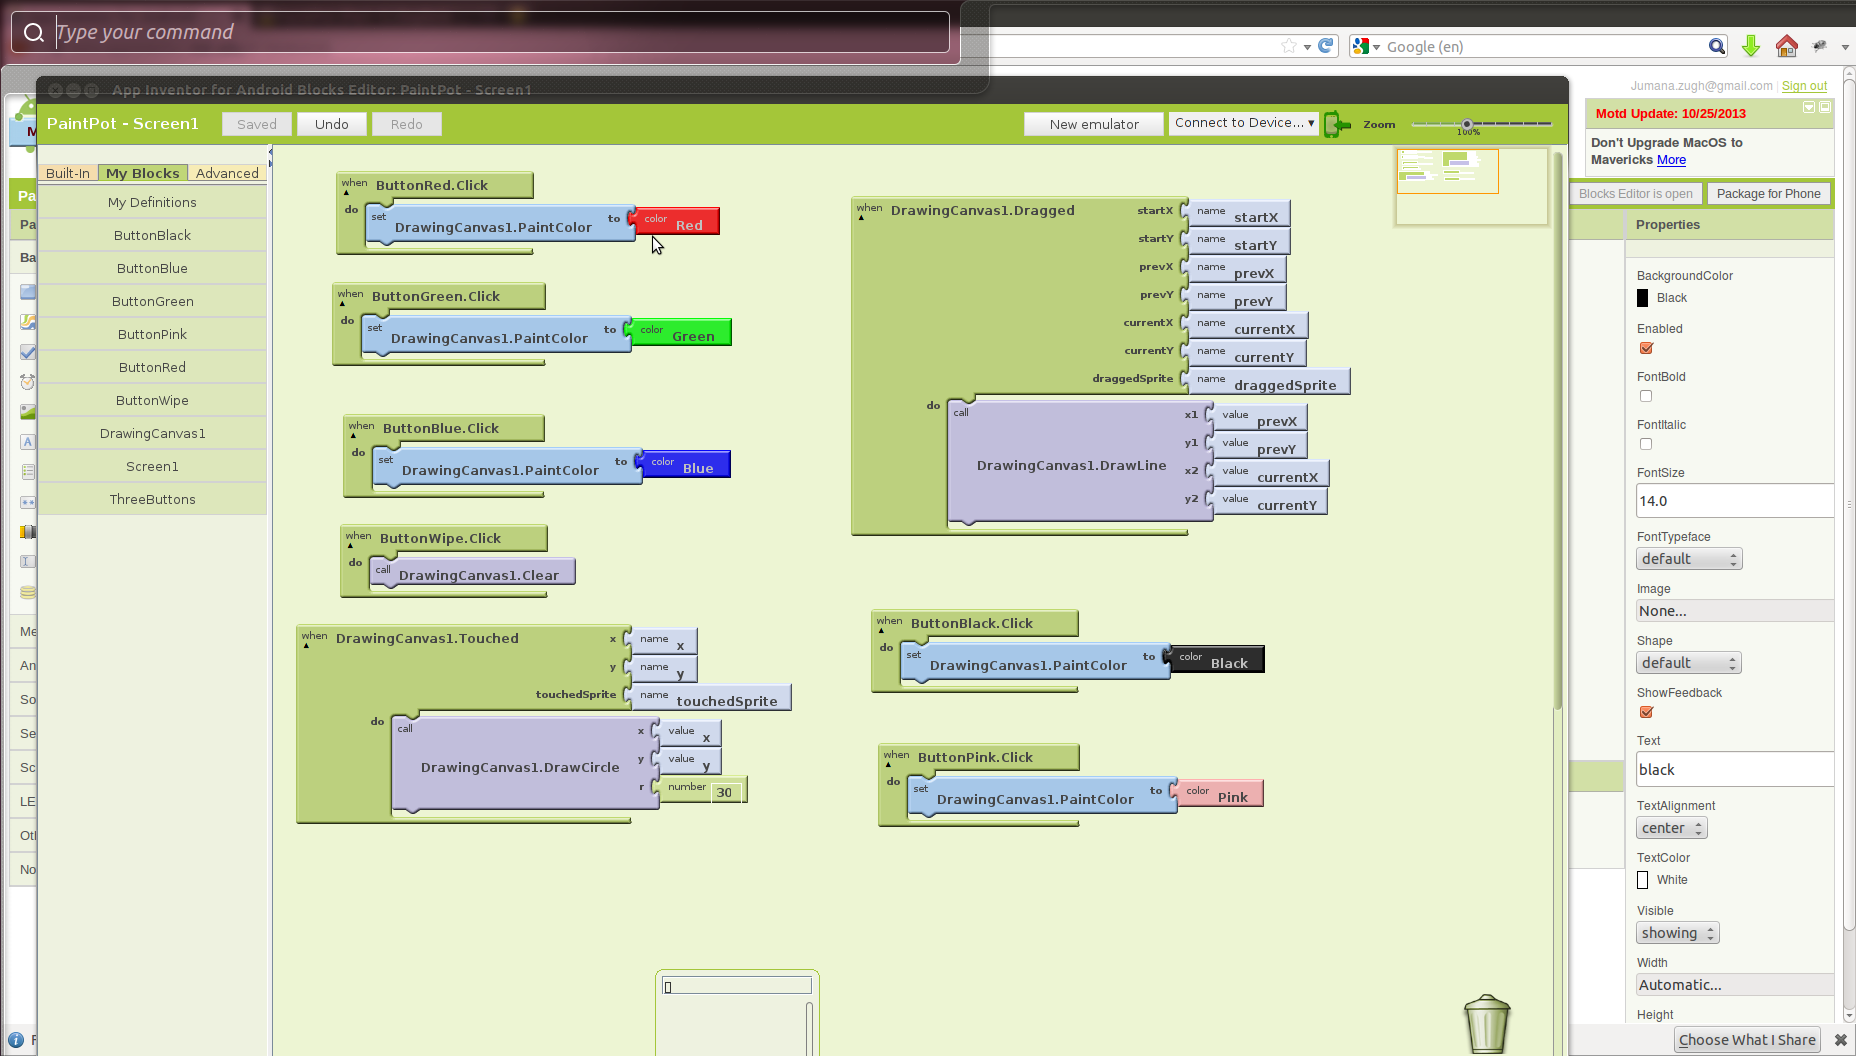 Type your command
Google (en)
App Inventor for Android Blocks Editor: PaintPot - Screen1
Jumana.zugh@gmail.com | Sign out
Motd Update: 10/25/2013
Don't Upgrade MacOS to
Mavericks More
PaintPot - Screen1
Saved
Undo
Redo
New emulator
Connect to Device...
Zoom
100%
Blocks Editor is open
Package for Phone
Built-In
My Blocks
Advanced
My Definitions
ButtonBlack
ButtonBlue
ButtonGreen
ButtonPink
ButtonRed
ButtonWipe
DrawingCanvas1
Screen1
ThreeButtons
Pa
Pa
Ba
Me
An
So
Se
Sc
LE
Ot
No
when ButtonRed.Click
do set DrawingCanvas1.PaintColor to color Red
when ButtonGreen.Click
do set DrawingCanvas1.PaintColor to color Green
when ButtonBlue.Click
do set DrawingCanvas1.PaintColor to color Blue
when ButtonWipe.Click
do call DrawingCanvas1.Clear
when DrawingCanvas1.Touched x name x
y name y
touchedSprite name touchedSprite
do call DrawingCanvas1.DrawCircle x value x
y value y
r number 30
when DrawingCanvas1.Dragged startX name startX
startY name startY
prevX name prevX
prevY name prevY
currentX name currentX
currentY name currentY
draggedSprite name draggedSprite
do call DrawingCanvas1.DrawLine x1 value prevX
y1 value prevY
x2 value currentX
y2 value currentY
when ButtonBlack.Click
do set DrawingCanvas1.PaintColor to color Black
when ButtonPink.Click
do set DrawingCanvas1.PaintColor to color Pink
Properties
BackgroundColor
Black
Enabled
FontBold
FontItalic
FontSize
14.0
FontTypeface
default
Image
None...
Shape
default
ShowFeedback
Text
black
TextAlignment
center
TextColor
White
Visible
showing
Width
Automatic...
Height
Choose What I Share